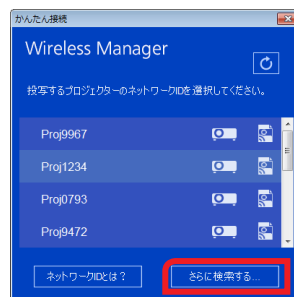 かんたん接続
Wireless Manager
投写するプロジェクターのネットワークIDを選択してください。
Proj9967
Proj1234
Proj0793
Proj9472
ネットワークIDとは？
さらに検索する...